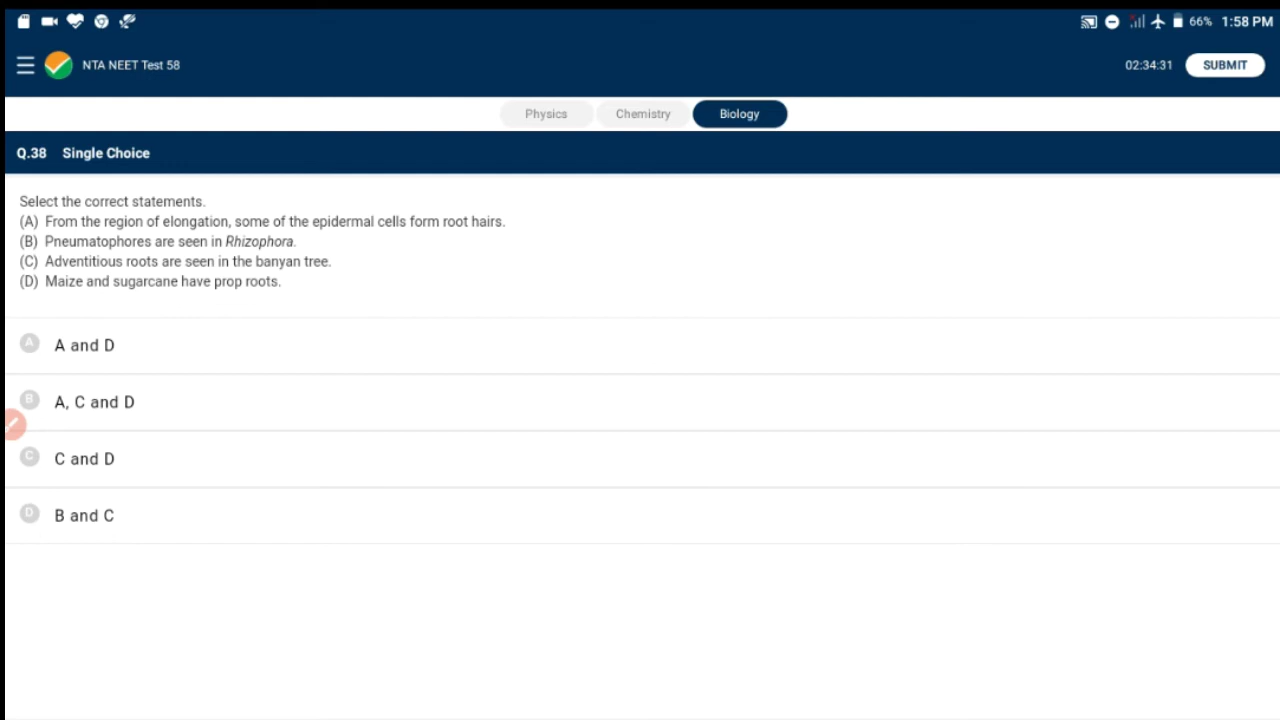 66% 1:58 PM
NTA NEET Test 58
02:34:31 SUBMIT
Physics Chemistry Biology
Q.38 Single Choice
Select the correct statements.
(A) From the region of elongation, some of the epidermal cells form root hairs.
(B) Pneumatophores are seen in Rhizophora.
(C) Adventitious roots are seen in the banyan tree.
(D) Maize and sugarcane have prop roots.
A A and D
B A, C and D
C C and D
D B and C